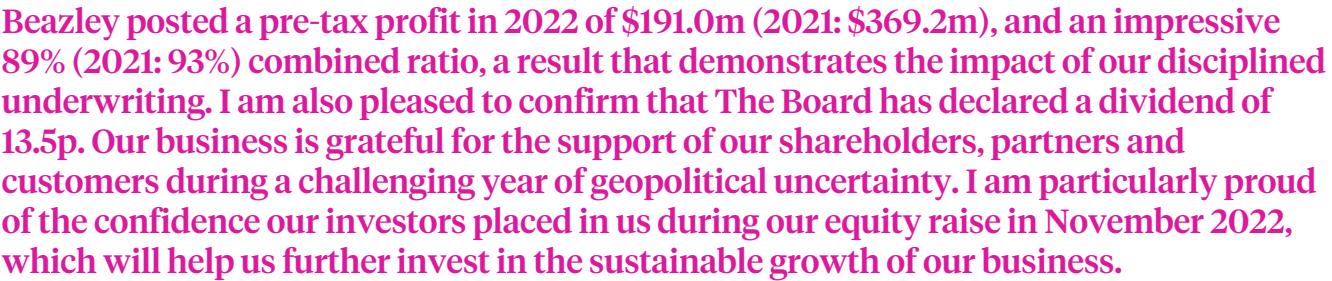 Beazley posted a pre-tax profit in 2022 of $191.0m (2021: $369.2m), and an impressive
89% (2021: 93%) combined ratio, a result that demonstrates the impact of our disciplined
underwriting. I am also pleased to confirm that The Board has declared a dividend of
13.5p. Our business is grateful for the support of our shareholders, partners and
customers during a challenging year of geopolitical uncertainty. I am particularly proud
of the confidence our investors placed in us during our equity raise in November 2022,
which will help us further invest in the sustainable growth of our business.